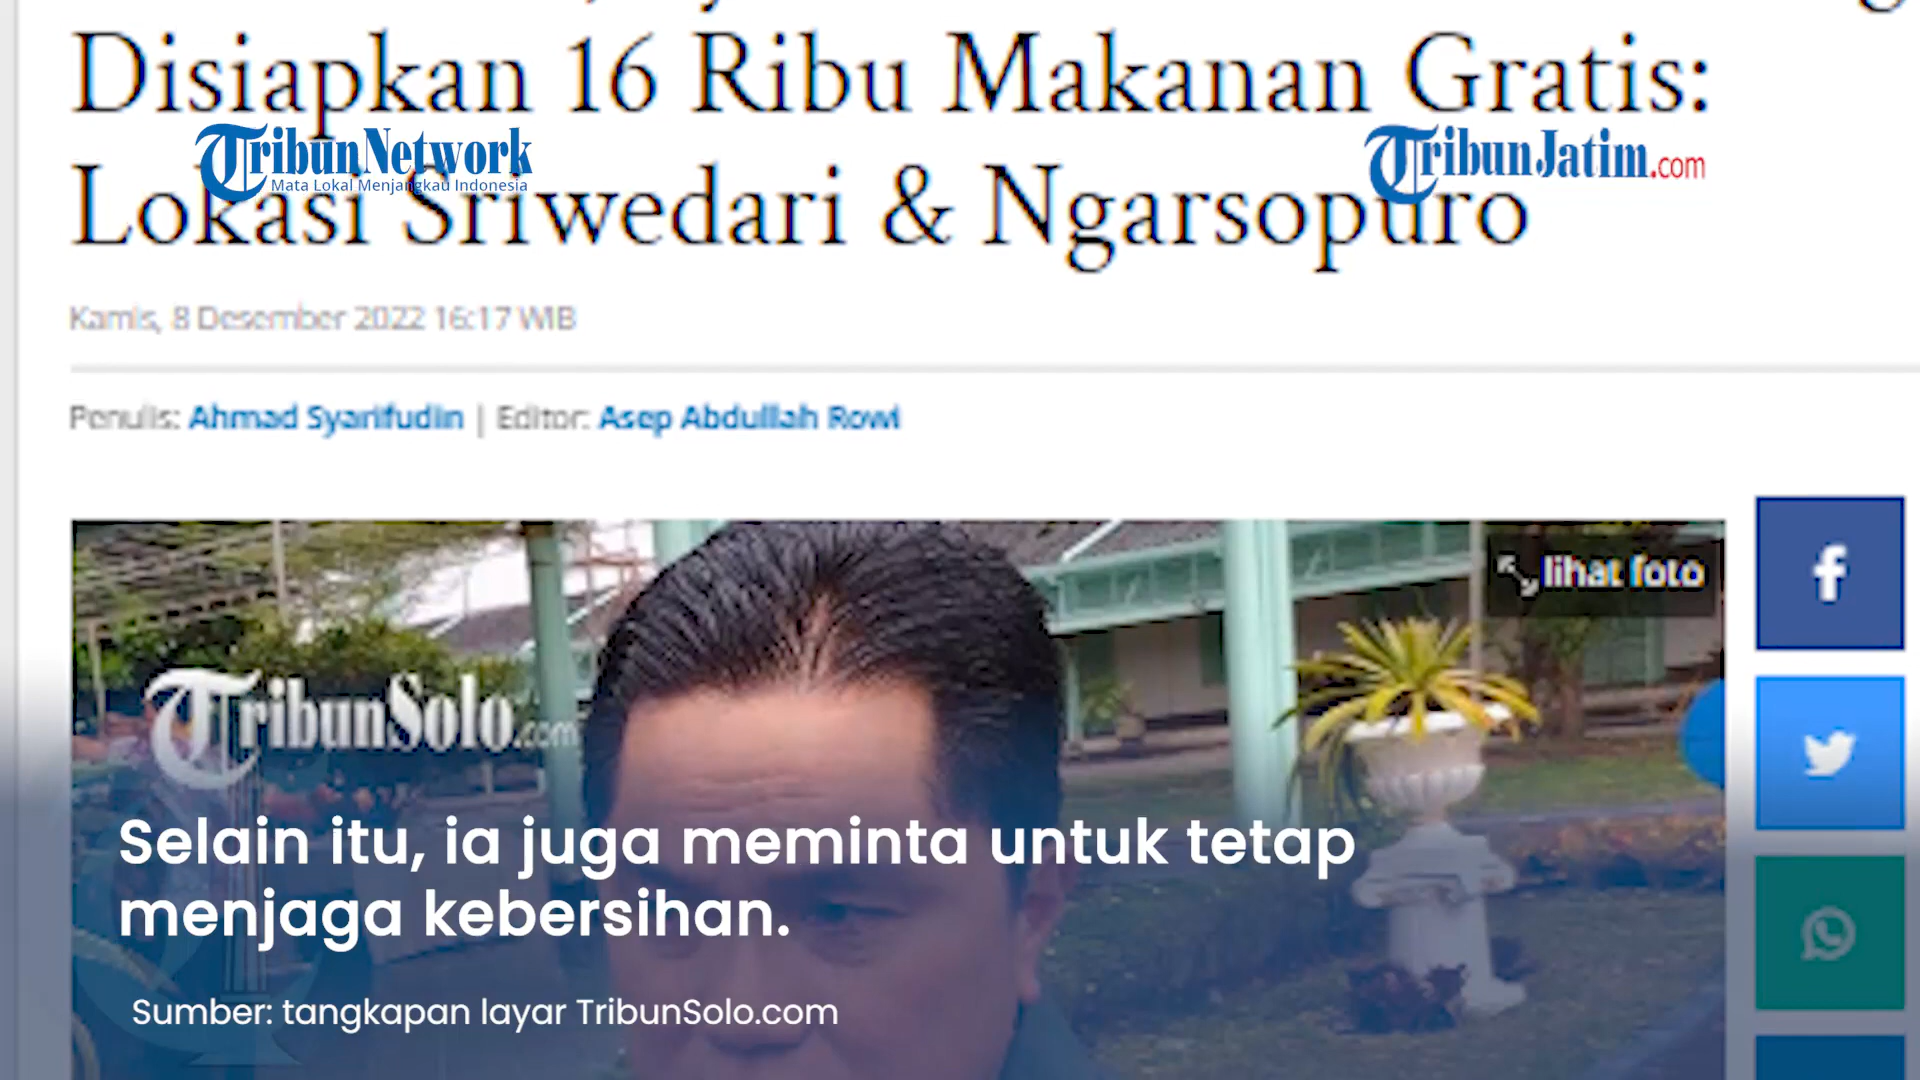 Disiapkan 16 Ribu Makanan Gratis:
TribunNetwork
Mata Lokal Menjangkau Indonesia
TribunJatim.com
Lokasi Sriwedari & Ngarsopuro
Kamis, 8 Desember 2022 16:17 WIB
Penulis: Ahmad Syarifudin | Editor: Asep Abdullah Rowi
lihat foto
TribunSolo.com
Selain itu, ia juga meminta untuk tetap
menjaga kebersihan.
Sumber: tangkapan layar TribunSolo.com